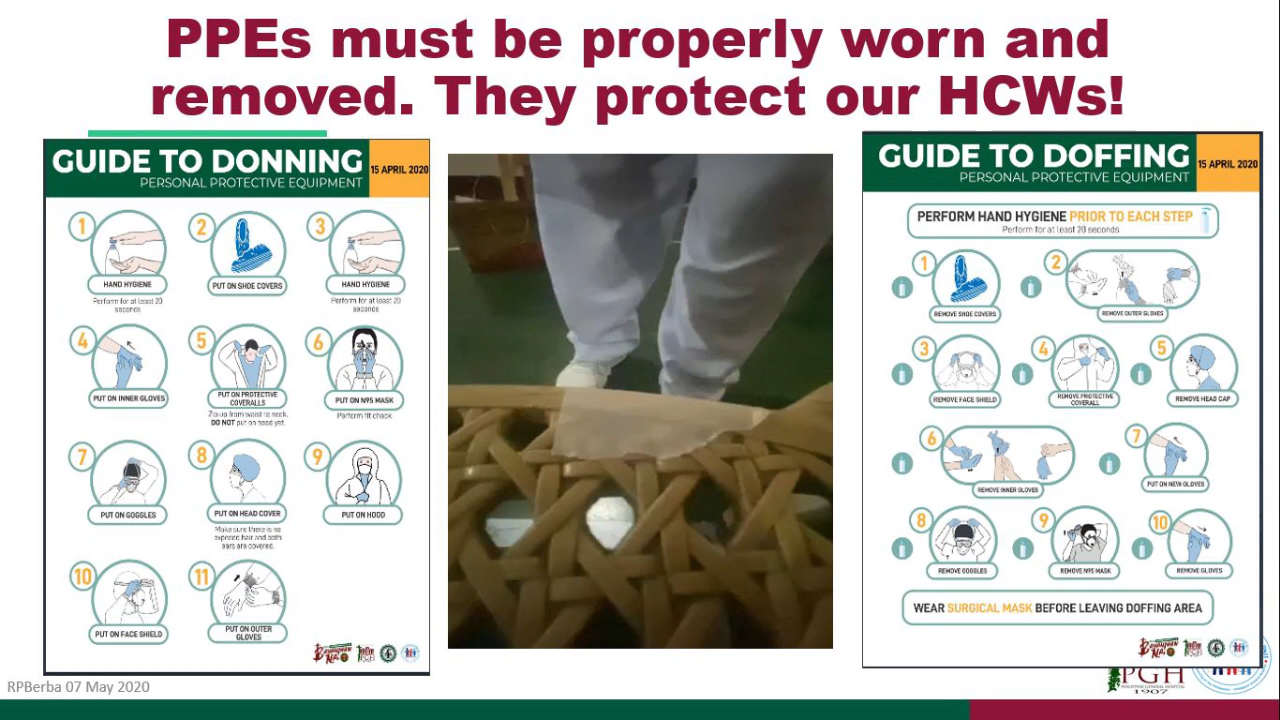 PPEs must be properly worn and
removed. They protect our HCWs!
GUIDE TO DONNING
PERSONAL PROTECTIVE EQUIPMENT
15 APRIL 2020
1
HAND HYGIENE
Perform for at least 20
seconds
2
PUT ON SHOE COVERS
3
HAND HYGIENE
Perform for at least 20
seconds
4
PUT ON INNER GLOVES
5
PUT ON PROTECTIVE
COVERALLS
Zip up from waist to neck.
DO NOT put on hood yet.
6
PUT ON N95 MASK
Perform fit check.
7
PUT ON GOGGLES
8
PUT ON HEAD COVER
Make sure there is no
exposed hair and both
ears are covered.
9
PUT ON HOOD
10
PUT ON FACE SHIELD
11
PUT ON OUTER
GLOVES
GUIDE TO DOFFING
PERSONAL PROTECTIVE EQUIPMENT
15 APRIL 2020
PERFORM HAND HYGIENE PRIOR TO EACH STEP
Perform for at least 20 seconds
1
REMOVE SHOE COVERS
2
REMOVE OUTER GLOVES
3
REMOVE FACE SHIELD
4
REMOVE PROTECTIVE
COVERALL
5
REMOVE HEAD CAP
6
REMOVE INNER GLOVES
7
PUT ON NEW GLOVES
8
REMOVE GOGGLES
9
REMOVE N95 MASK
10
REMOVE GLOVES
WEAR SURGICAL MASK BEFORE LEAVING DOFFING AREA
RPBerba 07 May 2020
PGH
PHILIPPINE GENERAL HOSPITAL
1907